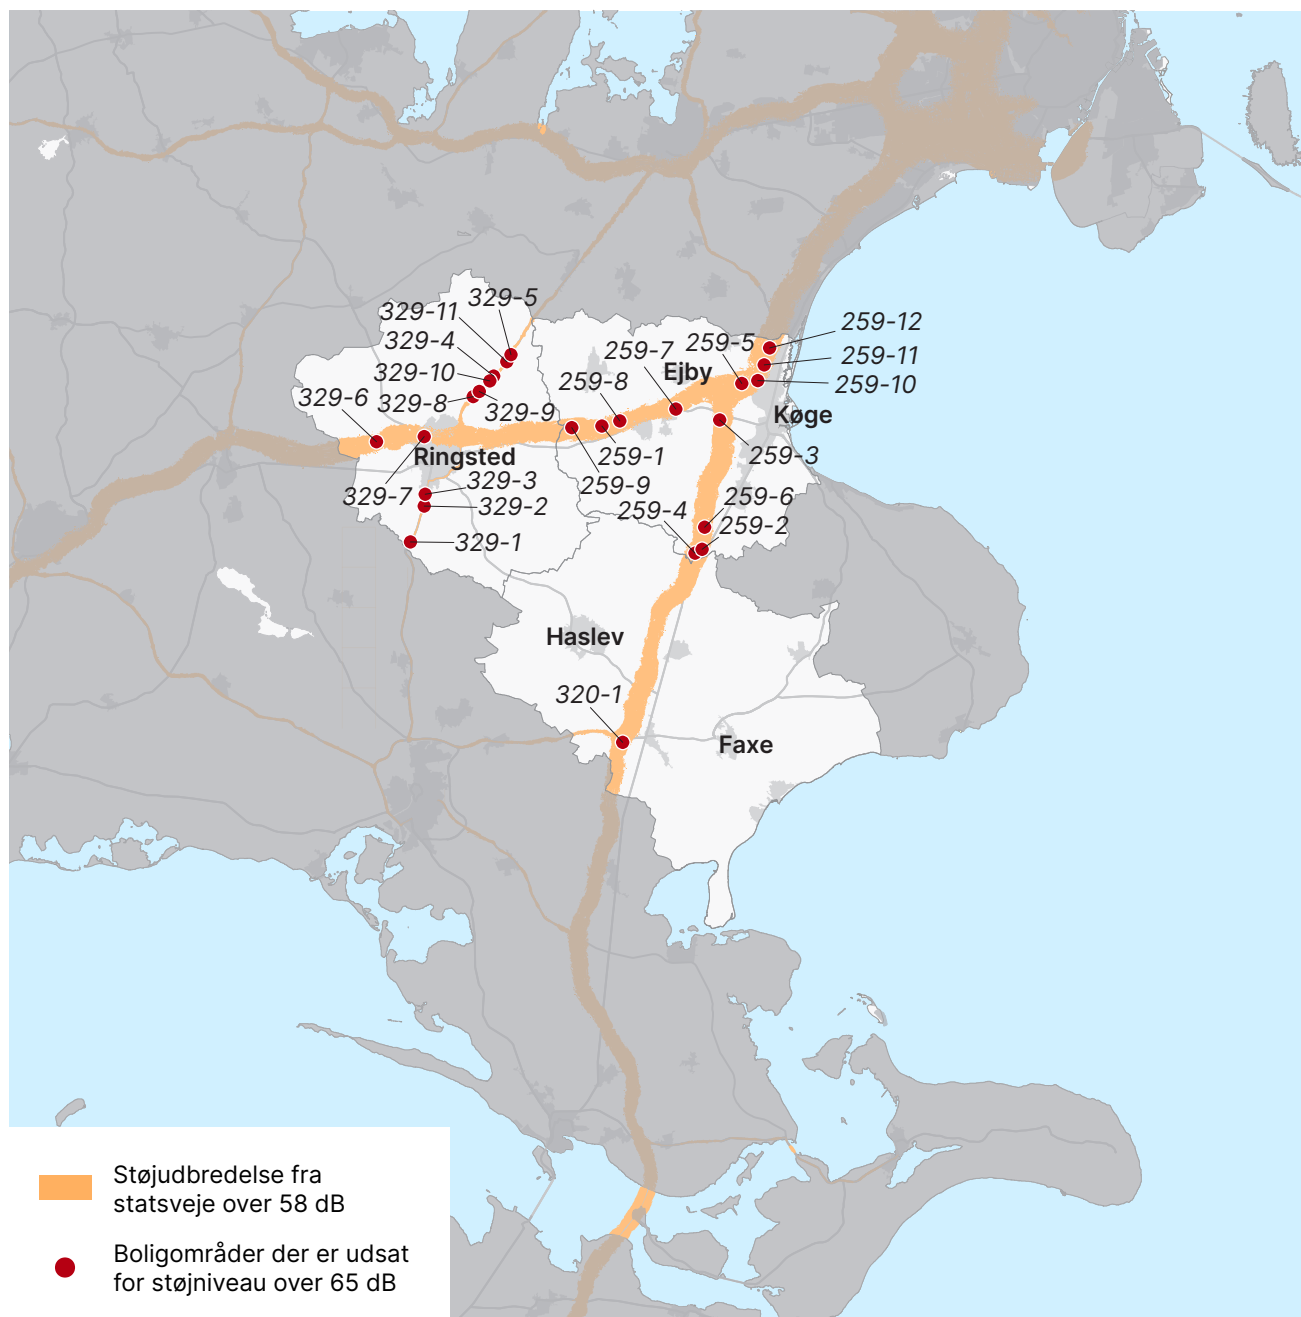 329-5
329-11
259-12
329-4
259-5
259-7
259-11
Ejby
329-10
259-8
259-10
329-6
329-8
329-9
Køge
Ringsted
259-1
259-3
329-3
259-9
329-7
259-6
329-2
259-4
259-2
329-1
Haslev
320-1
Faxe
Støjudbredelse fra
statsveje over 58 dB
Boligområder der er udsat
for støjniveau over 65 dB